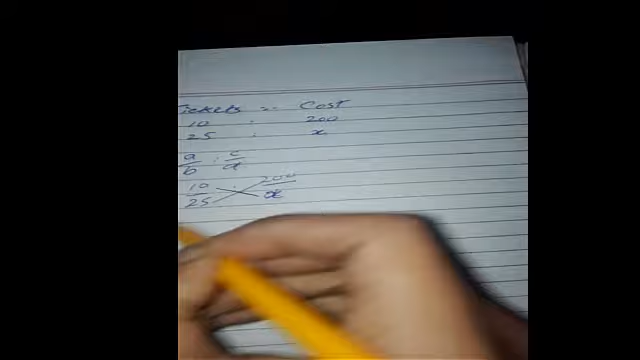 Tickets :- Cost
10 : 200
25 : x
a/b : c/d
10/25 : 200/x